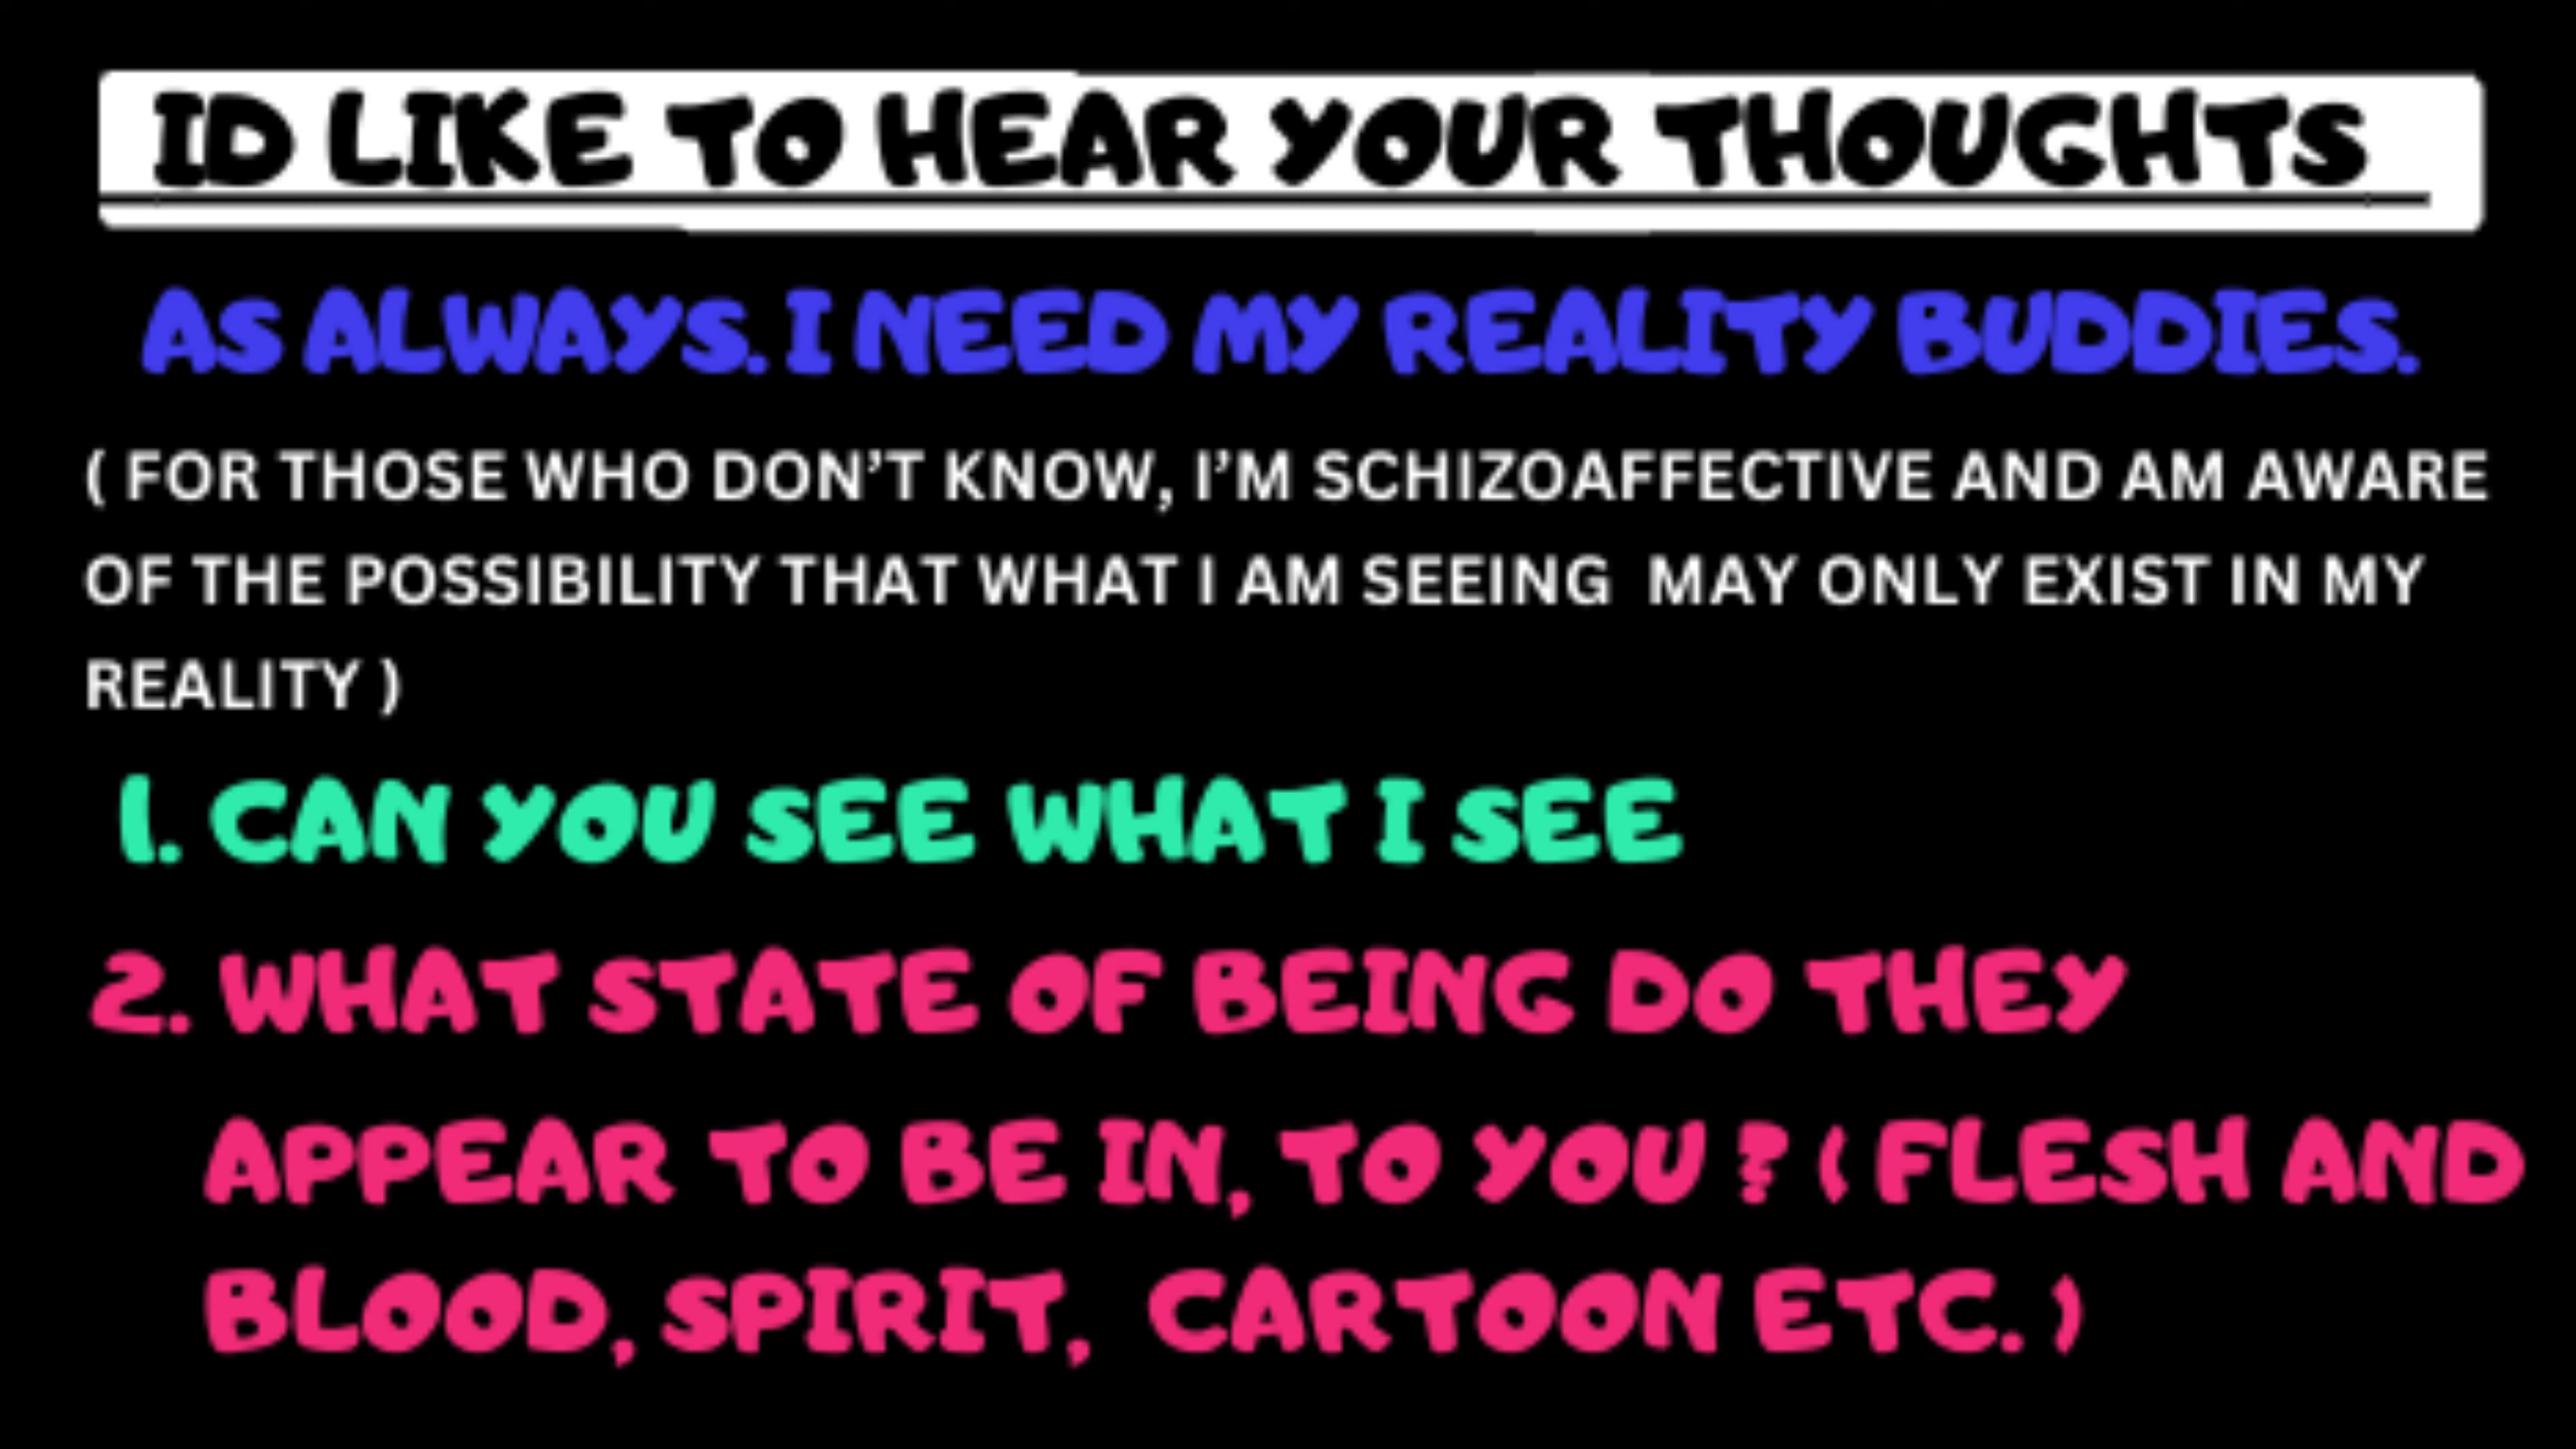 ID LIKE TO HEAR YOUR THOUGHTS
AS ALWAYS. I NEED MY REALITY BUDDIES.
( FOR THOSE WHO DON'T KNOW, I'M SCHIZOAFFECTIVE AND AM AWARE
OF THE POSSIBILITY THAT WHAT I AM SEEING MAY ONLY EXIST IN MY
REALITY )
1. CAN YOU SEE WHAT I SEE
2. WHAT STATE OF BEING DO THEY
APPEAR TO BE IN, TO YOU ? ( FLESH AND
BLOOD, SPIRIT, CARTOON ETC. )